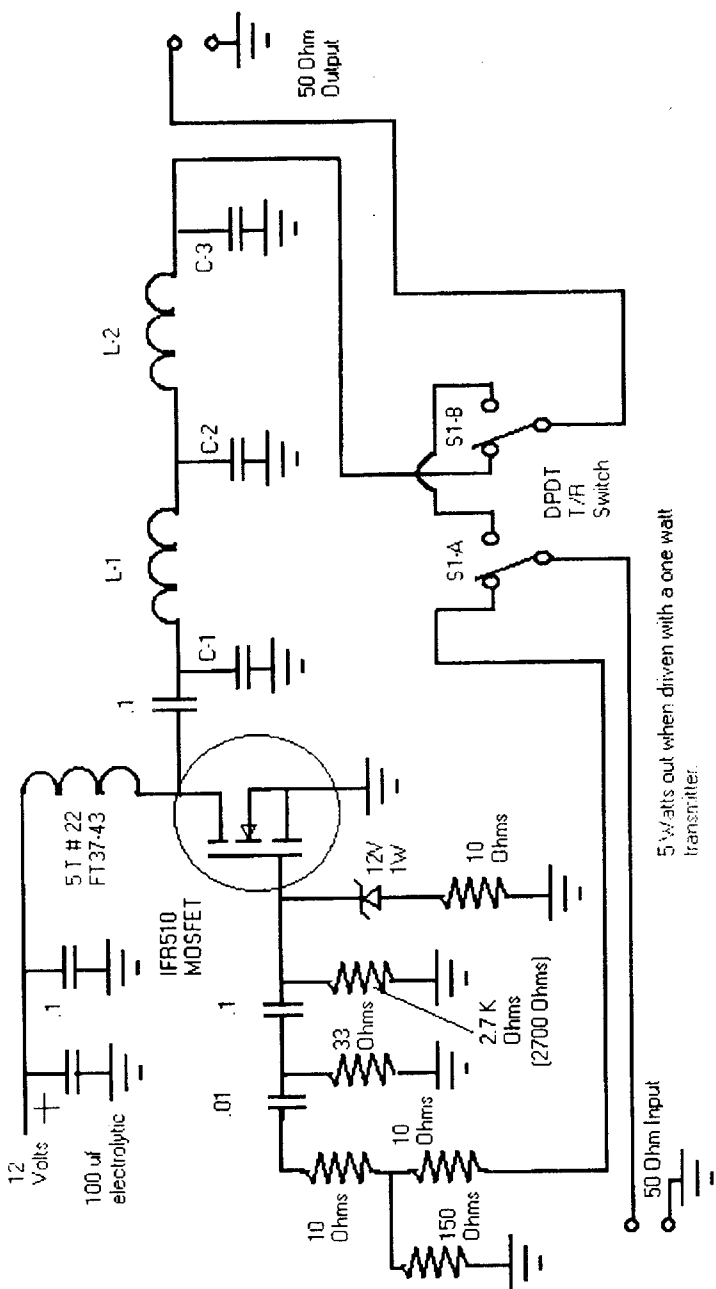 12
Volts
100 uf
electrolytic
.1
5 T # 22
FT37-43
IFR510
MOSFET
.1
L-1
L-2
C-1
C-2
C-3
50 Ohm
Output
.01
.1
33
Ohms
2.7 K
Ohms
(2700 Ohms)
12V
1W
10
Ohms
10
Ohms
10
Ohms
150
Ohms
50 Ohm Input
S1-A
S1-B
DPDT
T/R
Switch
5 Watts out when driven with a one watt
transmitter.